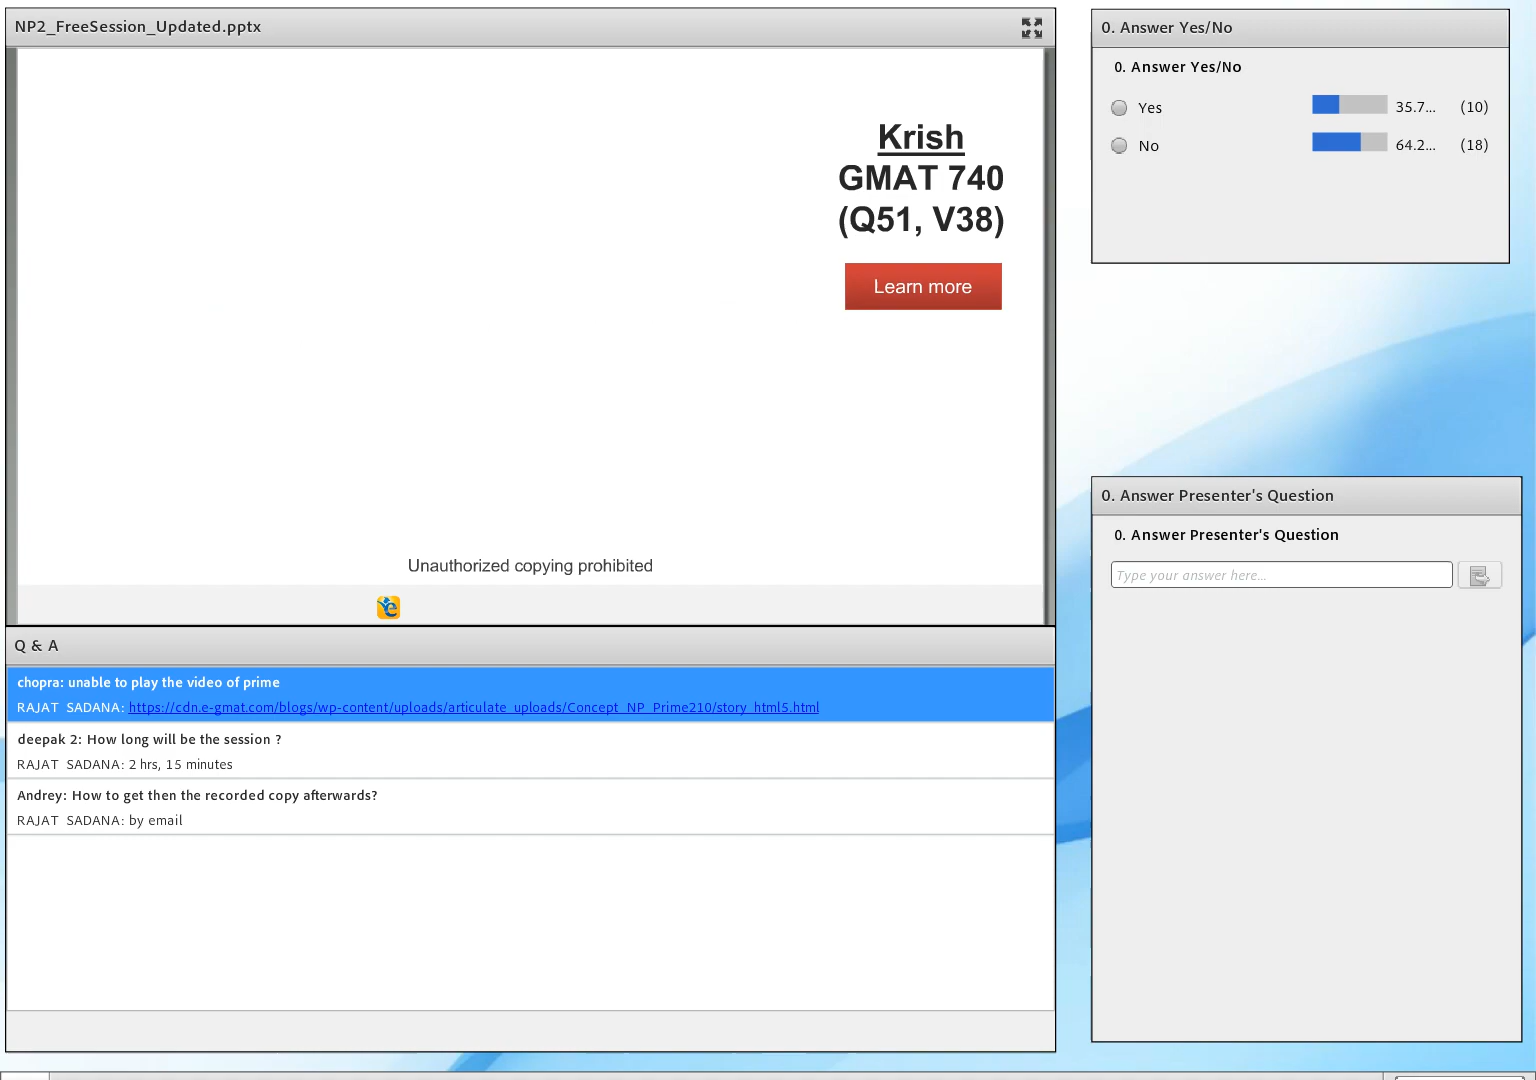 NP2_FreeSession_Updated.pptx
Krish
GMAT 740
(Q51, V38)
Learn more
Unauthorized copying prohibited
Q & A
chopra: unable to play the video of prime
RAJAT SADANA: https://cdn.e-gmat.com/blogs/wp-content/uploads/articulate_uploads/Concept_NP_Prime210/story_html5.html
deepak 2: How long will be the session ?
RAJAT SADANA: 2 hrs, 15 minutes
Andrey: How to get then the recorded copy afterwards?
RAJAT SADANA: by email
0. Answer Yes/No
0. Answer Yes/No
Yes 35.7... (10)
No 64.2... (18)
0. Answer Presenter's Question
0. Answer Presenter's Question
Type your answer here...